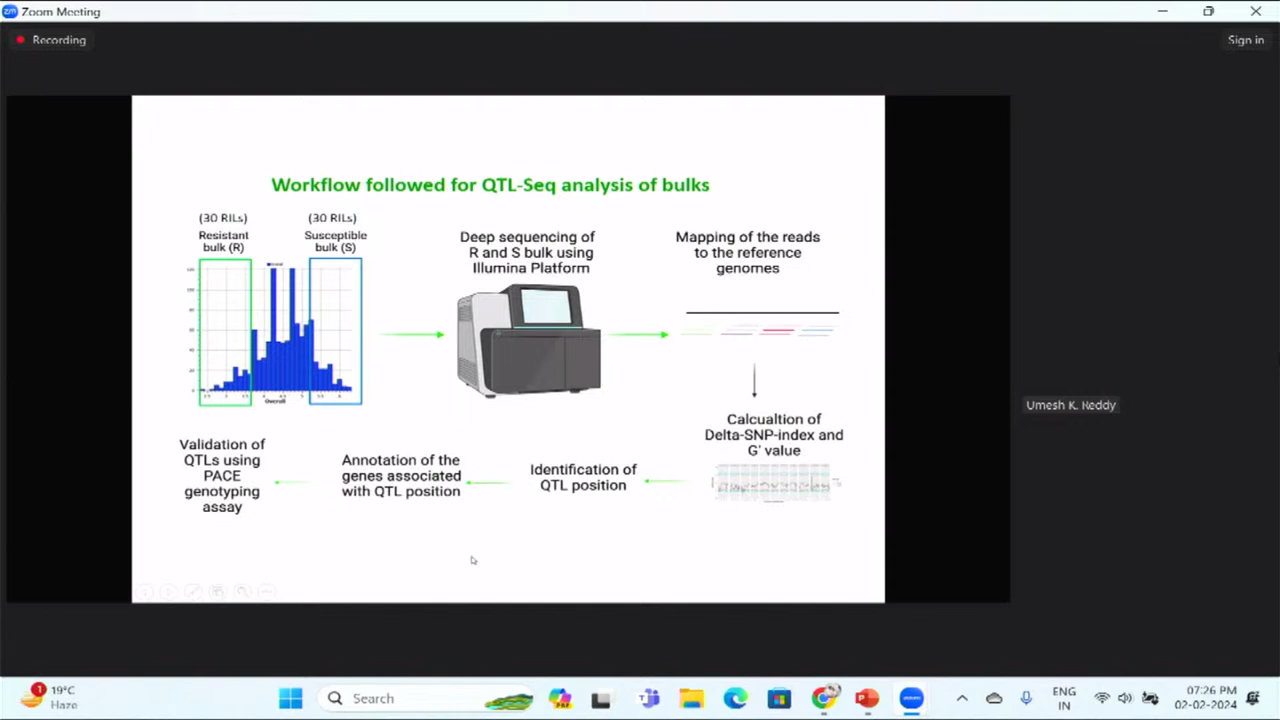 Zoom Meeting
Recording
Sign in
Workflow followed for QTL-Seq analysis of bulks
(30 RILs)
Resistant
bulk (R)
(30 RILs)
Susceptible
bulk (S)
Overall
Deep sequencing of
R and S bulk using
Illumina Platform
Mapping of the reads
to the reference
genomes
Calcualtion of
Delta-SNP-index and
G' value
Identification of
QTL position
Annotation of the
genes associated
with QTL position
Validation of
QTLs using
PACE
genotyping
assay
Umesh K. Reddy
1
19°C
Haze
Search
ENG
IN
07:26 PM
02-02-2024